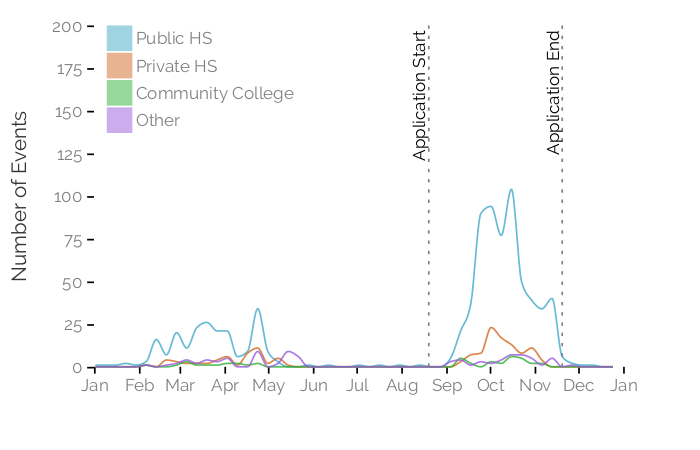 200
175
150
125
100
75
50
25
0
Number of Events
Public HS
Private HS
Community College
Other
Application Start
Application End
Jan Feb Mar Apr May Jun Jul Aug Sep Oct Nov Dec Jan